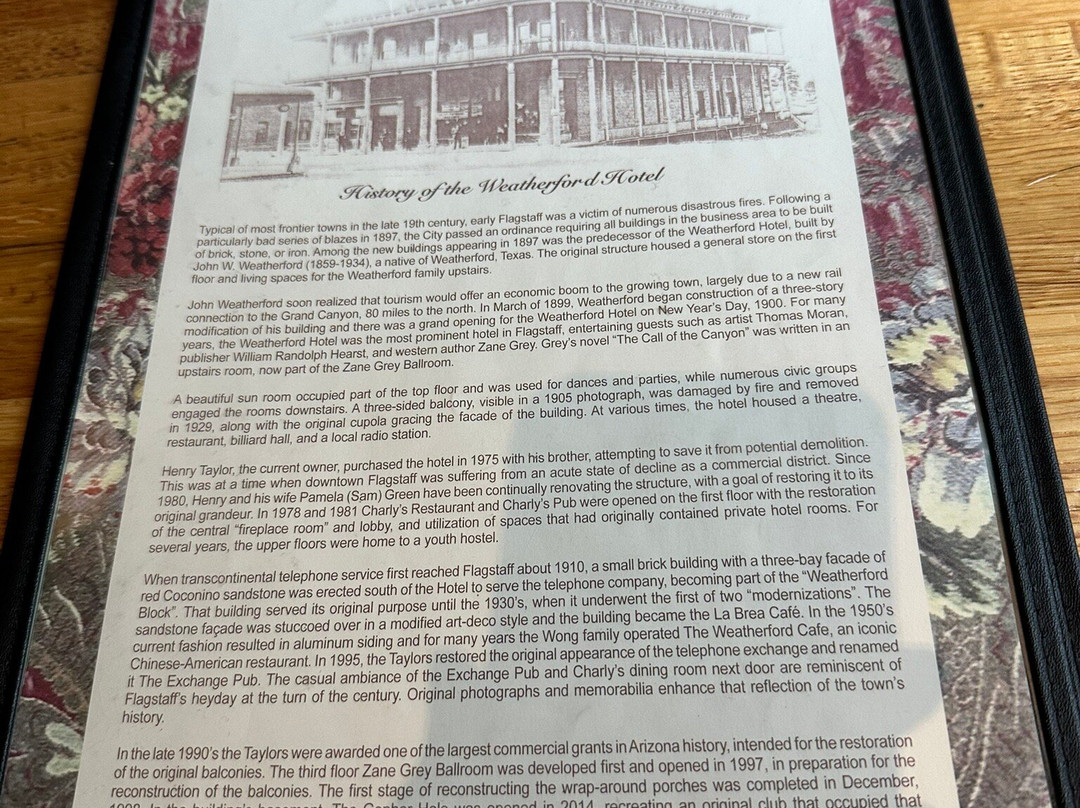 History of the Weatherford Hotel
Typical of most frontier towns in the late 19th century, early Flagstaff was a victim of numerous disastrous fires. Following a
particularly bad series of blazes in 1897, the City passed an ordinance requiring all buildings in the business area to be built
of brick, stone, or iron. Among the new buildings appearing in 1897 was the predecessor of the Weatherford Hotel, built by
John W. Weatherford (1859-1934), a native of Weatherford, Texas. The original structure housed a general store on the first
floor and living spaces for the Weatherford family upstairs.
John Weatherford soon realized that tourism would offer an economic boom to the growing town, largely due to a new rail
connection to the Grand Canyon, 80 miles to the north. In March of 1899, Weatherford began construction of a three-story
modification of his building and there was a grand opening for the Weatherford Hotel on New Year's Day, 1900. For many
years, the Weatherford Hotel was the most prominent hotel in Flagstaff, entertaining guests such as artist Thomas Moran,
publisher William Randolph Hearst, and western author Zane Grey. Grey's novel "The Call of the Canyon" was written in an
upstairs room, now part of the Zane Grey Ballroom.
A beautiful sun room occupied part of the top floor and was used for dances and parties, while numerous civic groups
engaged the rooms downstairs. A three-sided balcony, visible in a 1905 photograph, was damaged by fire and removed
in 1929, along with the original cupola gracing the facade of the building. At various times, the hotel housed a theatre,
restaurant, billiard hall, and a local radio station.
Henry Taylor, the current owner, purchased the hotel in 1975 with his brother, attempting to save it from potential demolition.
This was at a time when downtown Flagstaff was suffering from an acute state of decline as a commercial district. Since
1980, Henry and his wife Pamela (Sam) Green have been continually renovating the structure, with a goal of restoring it to its
original grandeur. In 1978 and 1981 Charly's Restaurant and Charly's Pub were opened on the first floor with the restoration
of the central "fireplace room" and lobby, and utilization of spaces that had originally contained private hotel rooms. For
several years, the upper floors were home to a youth hostel.
When transcontinental telephone service first reached Flagstaff about 1910, a small brick building with a three-bay facade of
red Coconino sandstone was erected south of the Hotel to serve the telephone company, becoming part of the "Weatherford
Block". That building served its original purpose until the 1930's, when it underwent the first of two "modernizations". The
sandstone façade was stuccoed over in a modified art-deco style and the building became the La Brea Café. In the 1950's
current fashion resulted in aluminum siding and for many years the Wong family operated The Weatherford Cafe, an iconic
Chinese-American restaurant. In 1995, the Taylors restored the original appearance of the telephone exchange and renamed
it The Exchange Pub. The casual ambiance of the Exchange Pub and Charly's dining room next door are reminiscent of
Flagstaff's heyday at the turn of the century. Original photographs and memorabilia enhance that reflection of the town's
history.
In the late 1990's the Taylors were awarded one of the largest commercial grants in Arizona history, intended for the restoration
of the original balconies. The third floor Zane Grey Ballroom was developed first and opened in 1997, in preparation for the
reconstruction of the balconies. The first stage of reconstructing the wrap-around porches was completed in December,
In the building's basement, The Gopher Hole was opened in 2014, recreating an original club that occupied that